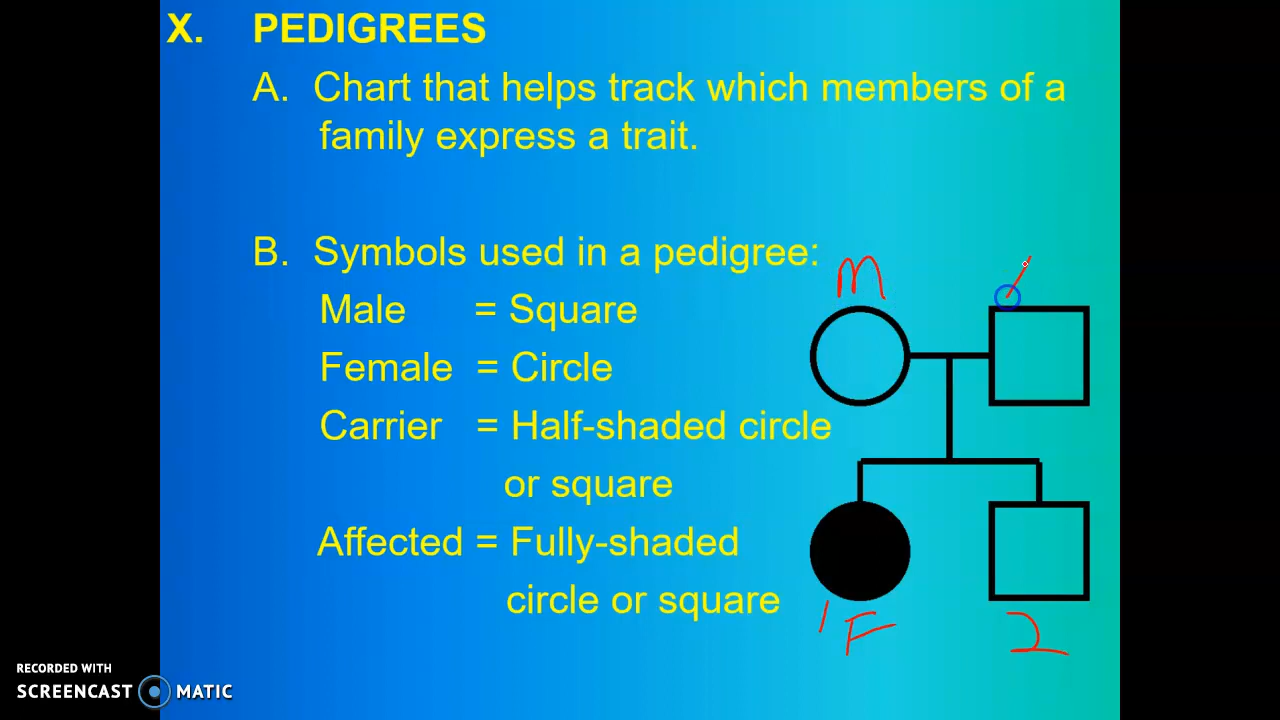 X. PEDIGREES
A. Chart that helps track which members of a
family express a trait.
B. Symbols used in a pedigree:
Male = Square
Female = Circle
Carrier = Half-shaded circle
or square
Affected = Fully-shaded
circle or square
M
1 F
2
RECORDED WITH
SCREENCAST MATIC